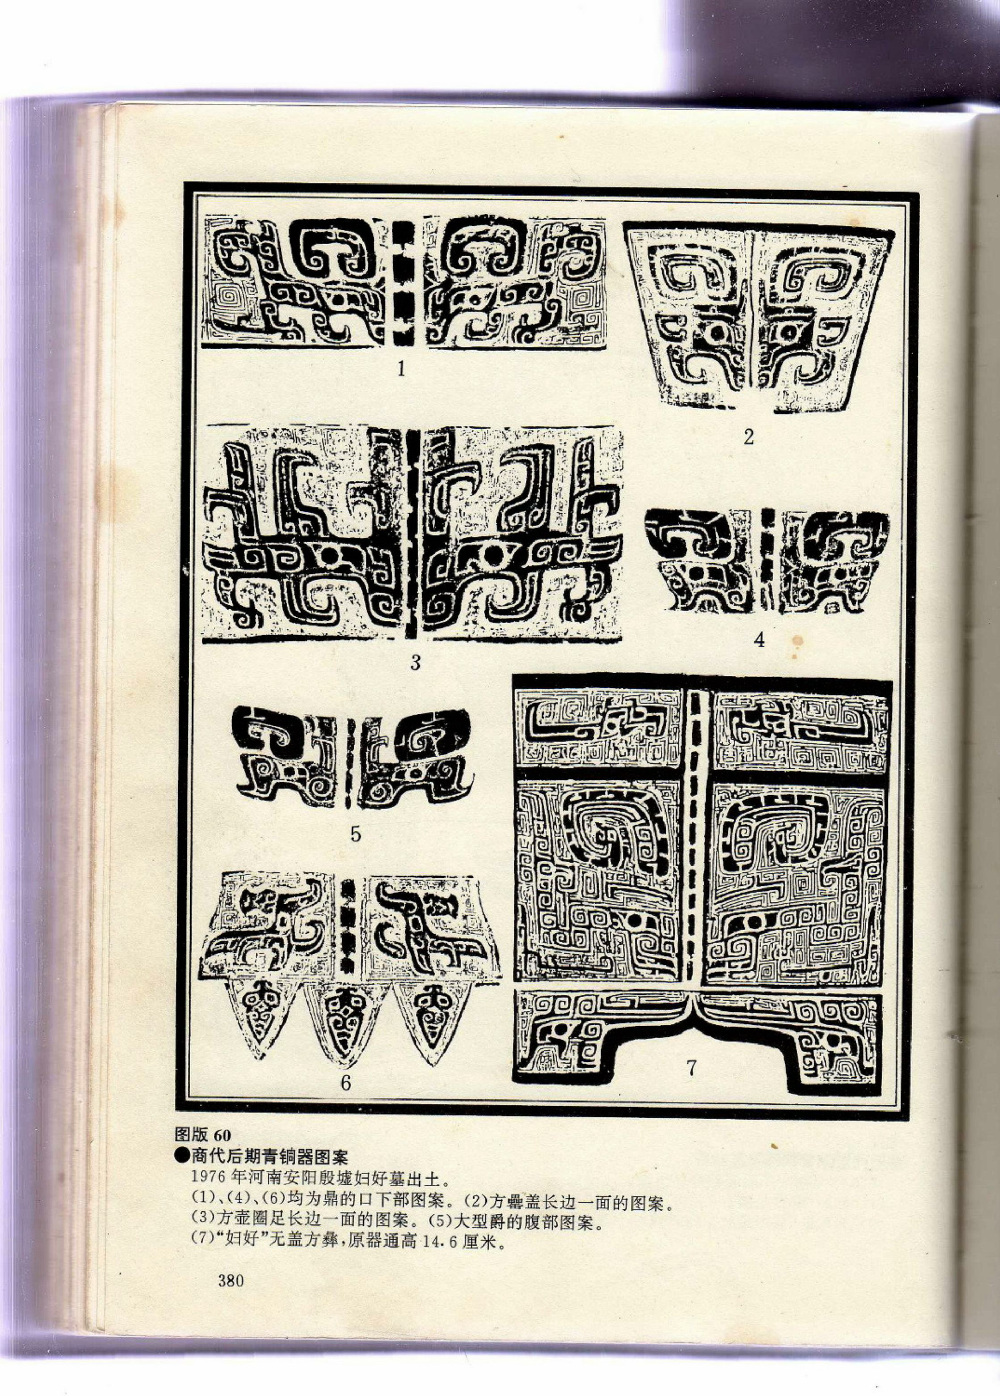 1
2
3
4
5
6
7
图版 60
●商代后期青铜器图案
1976 年河南安阳殷墟妇好墓出土。
(1)、(4)、(6)均为鼎的口下部图案。(2)方罍盖长边一面的图案。
(3)方壶圈足长边一面的图案。(5)大型爵的腹部图案。
(7)“妇好”无盖方彝,原器通高 14.6 厘米。
380